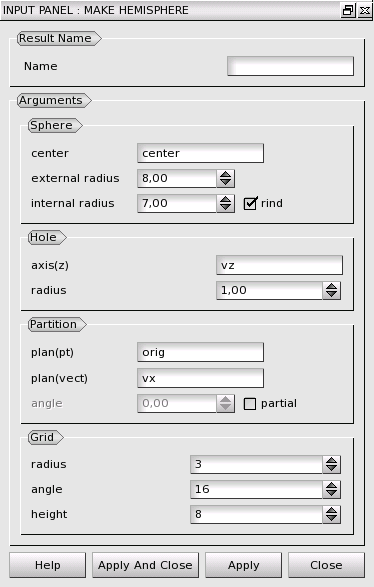 INPUT PANEL : MAKE HEMISPHERE
Result Name
Name
Arguments
Sphere
center center
external radius 8,00
internal radius 7,00 rind
Hole
axis(z) vz
radius 1,00
Partition
plan(pt) orig
plan(vect) vx
angle 0,00 partial
Grid
radius 3
angle 16
height 8
Help Apply And Close Apply Close